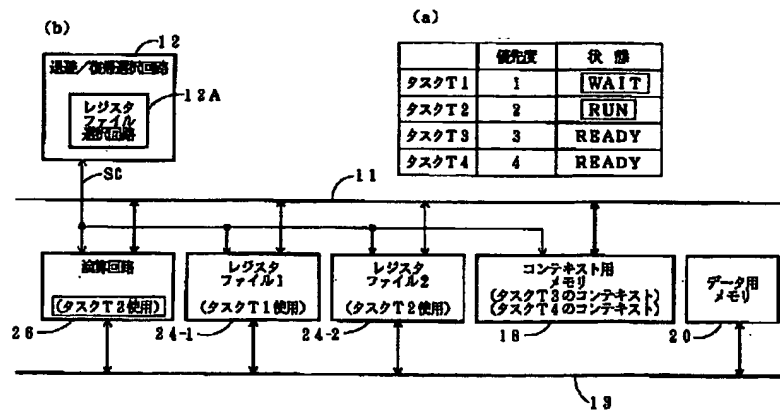 (b)
12
退避／復帰選択回路
レジスタ
ファイル
選択回路
12A
SC
(a)
優先度 状態
タスクT1 1 WAIT
タスクT2 2 RUN
タスクT3 3 READY
タスクT4 4 READY
11
演算回路
(タスクT2使用)
26
レジスタ
ファイル1
(タスクT1使用)
24-1
レジスタ
ファイル2
(タスクT2使用)
24-2
コンテキスト用
メモリ
(タスクT3のコンテキスト)
(タスクT4のコンテキスト)
18
データ用
メモリ
20
13